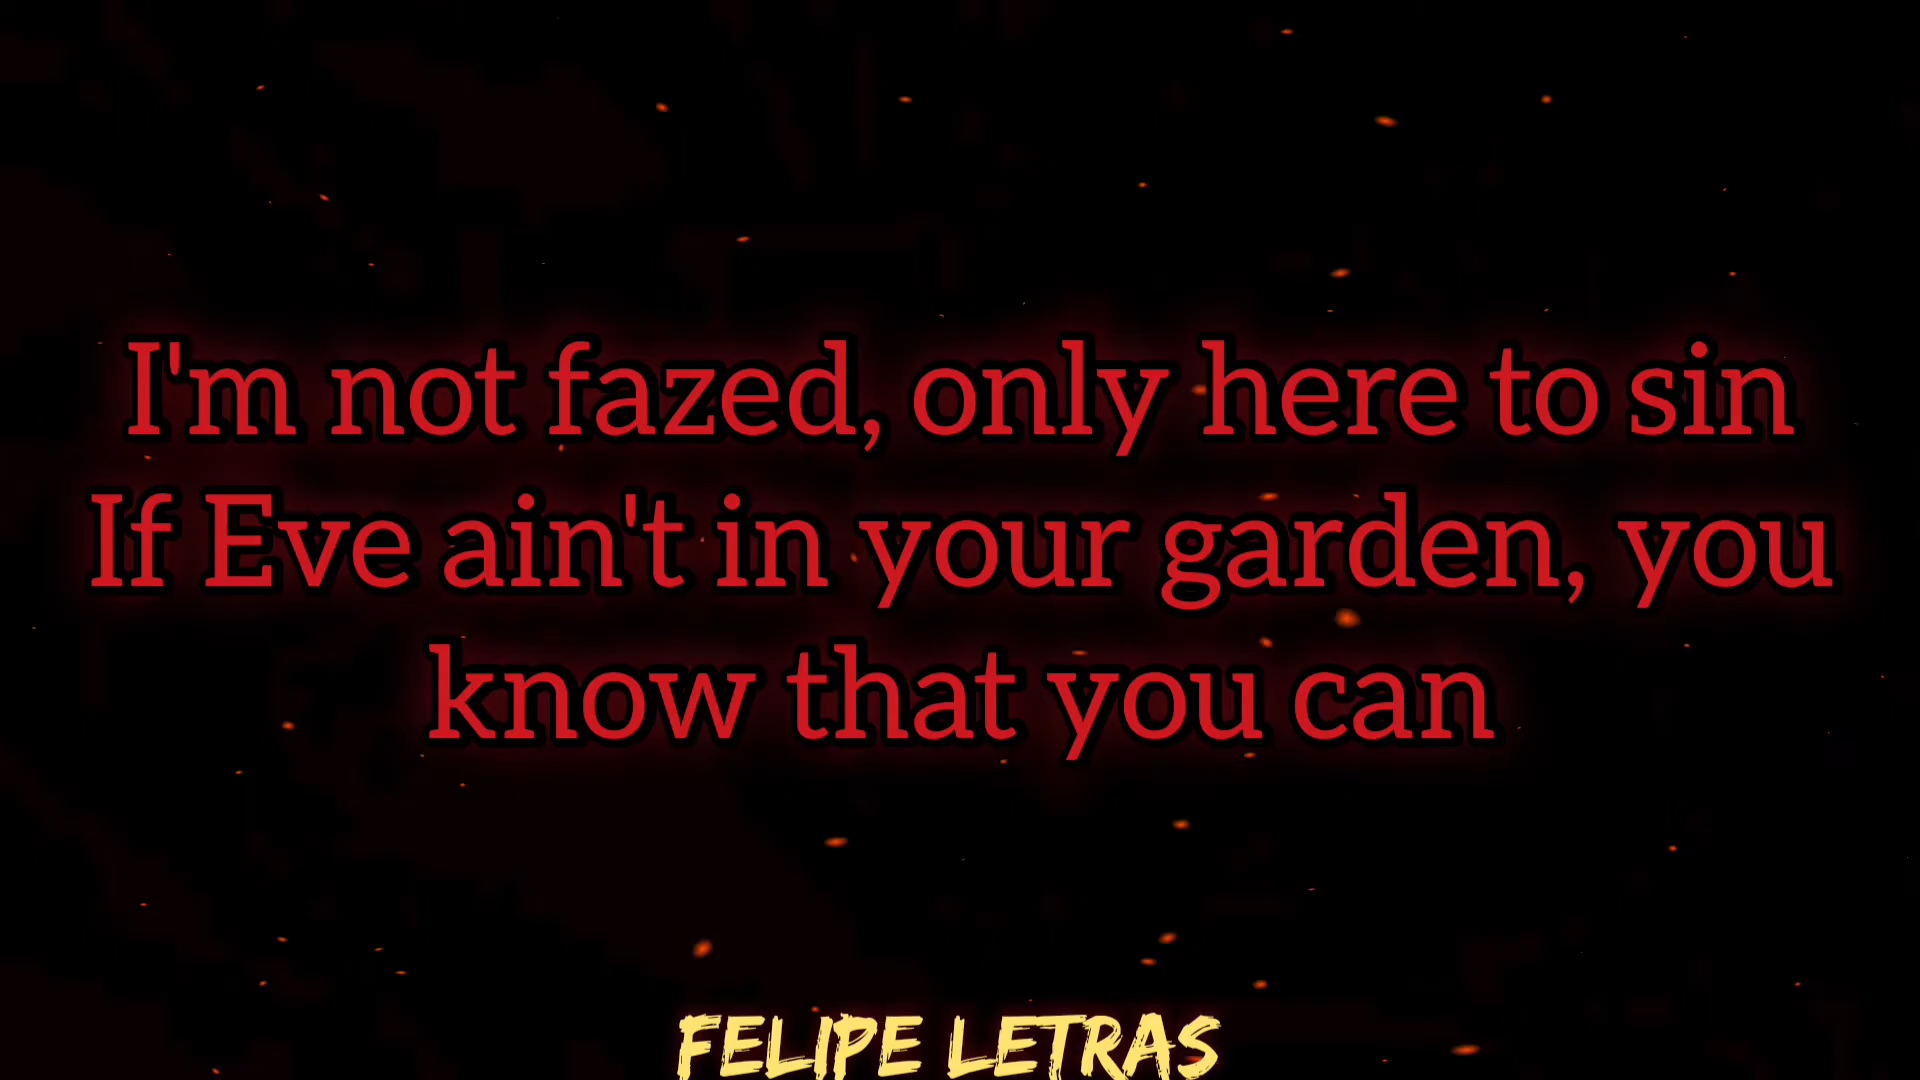 I'm not fazed, only here to sin
If Eve ain't in your garden, you
know that you can
FELIPE LETRAS